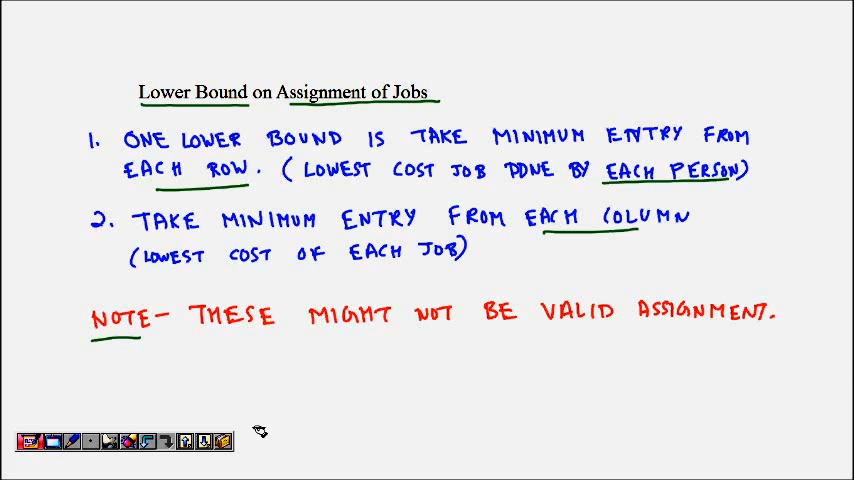 Lower Bound on Assignment of Jobs
1. ONE LOWER BOUND IS TAKE MINIMUM ENTRY FROM
EACH ROW. (LOWEST COST JOB DONE BY EACH PERSON)
2. TAKE MINIMUM ENTRY FROM EACH COLUMN
(LOWEST COST OF EACH JOB)
NOTE- THESE MIGHT NOT BE VALID ASSIGNMENT.